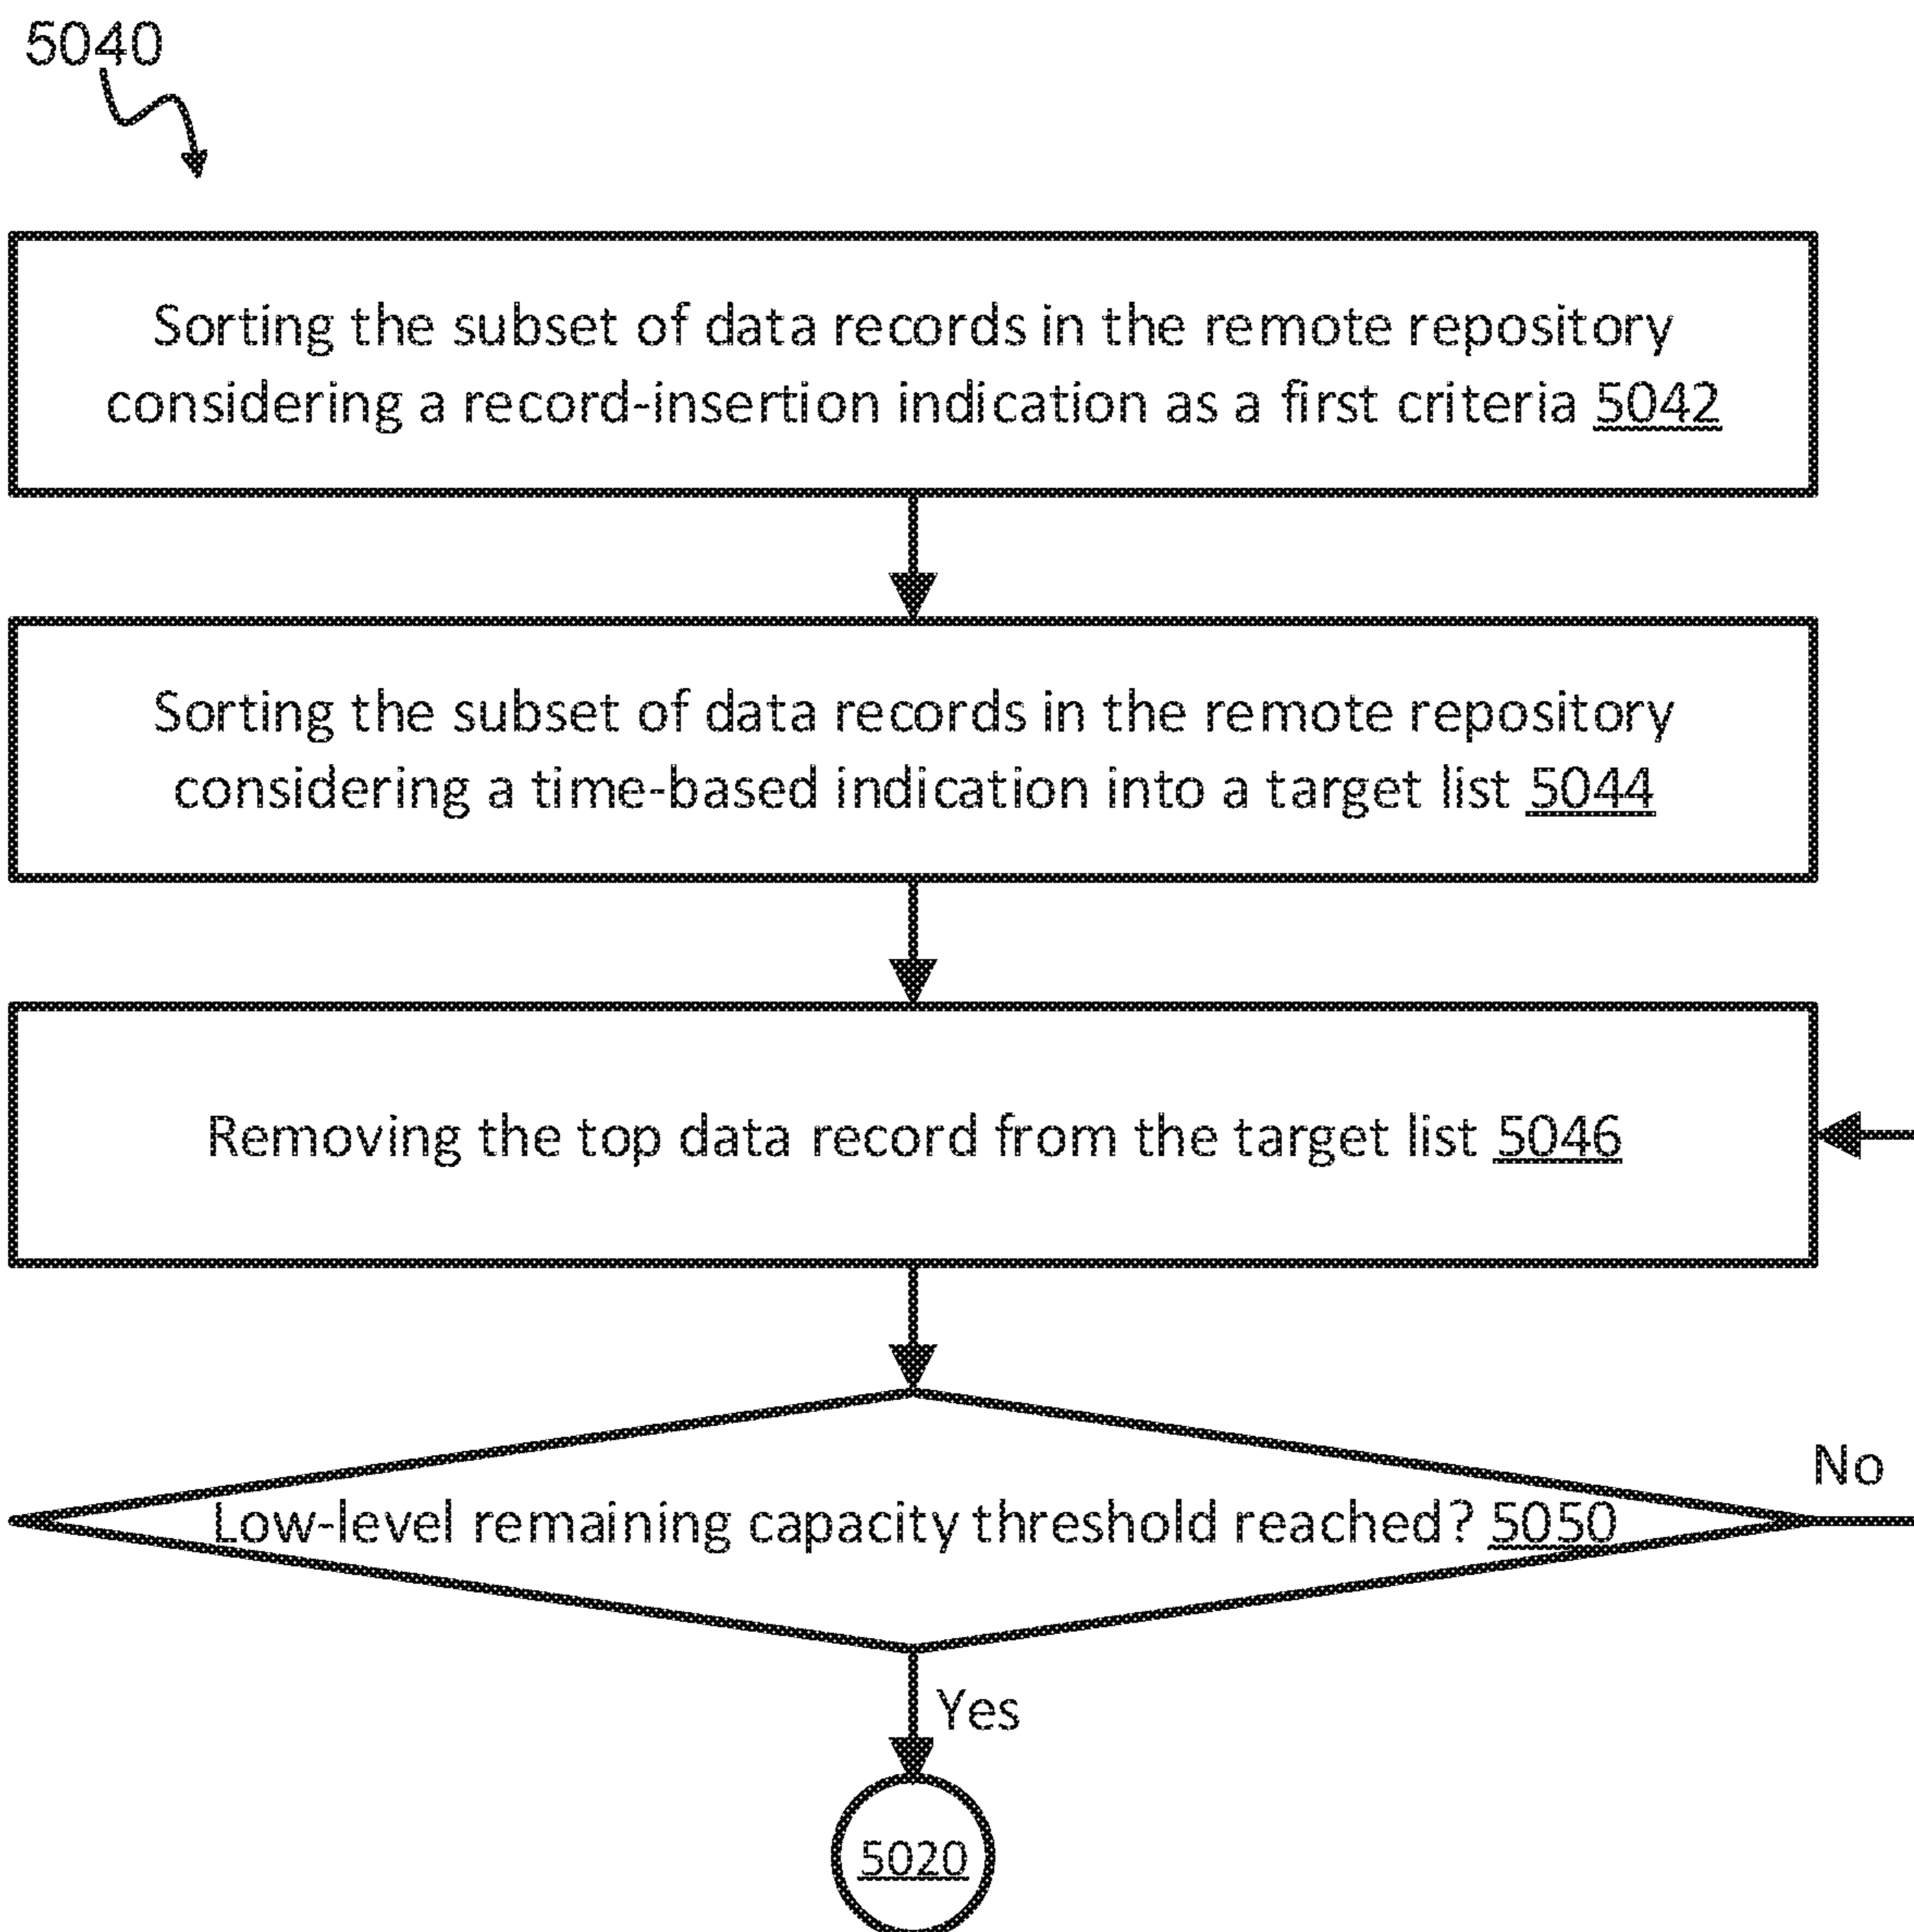 5040
Sorting the subset of data records in the remote repository
considering a record-insertion indication as a first criteria 5042
Sorting the subset of data records in the remote repository
considering a time-based indication into a target list 5044
Removing the top data record from the target list 5046
No
Low-level remaining capacity threshold reached? 5050
Yes
5020